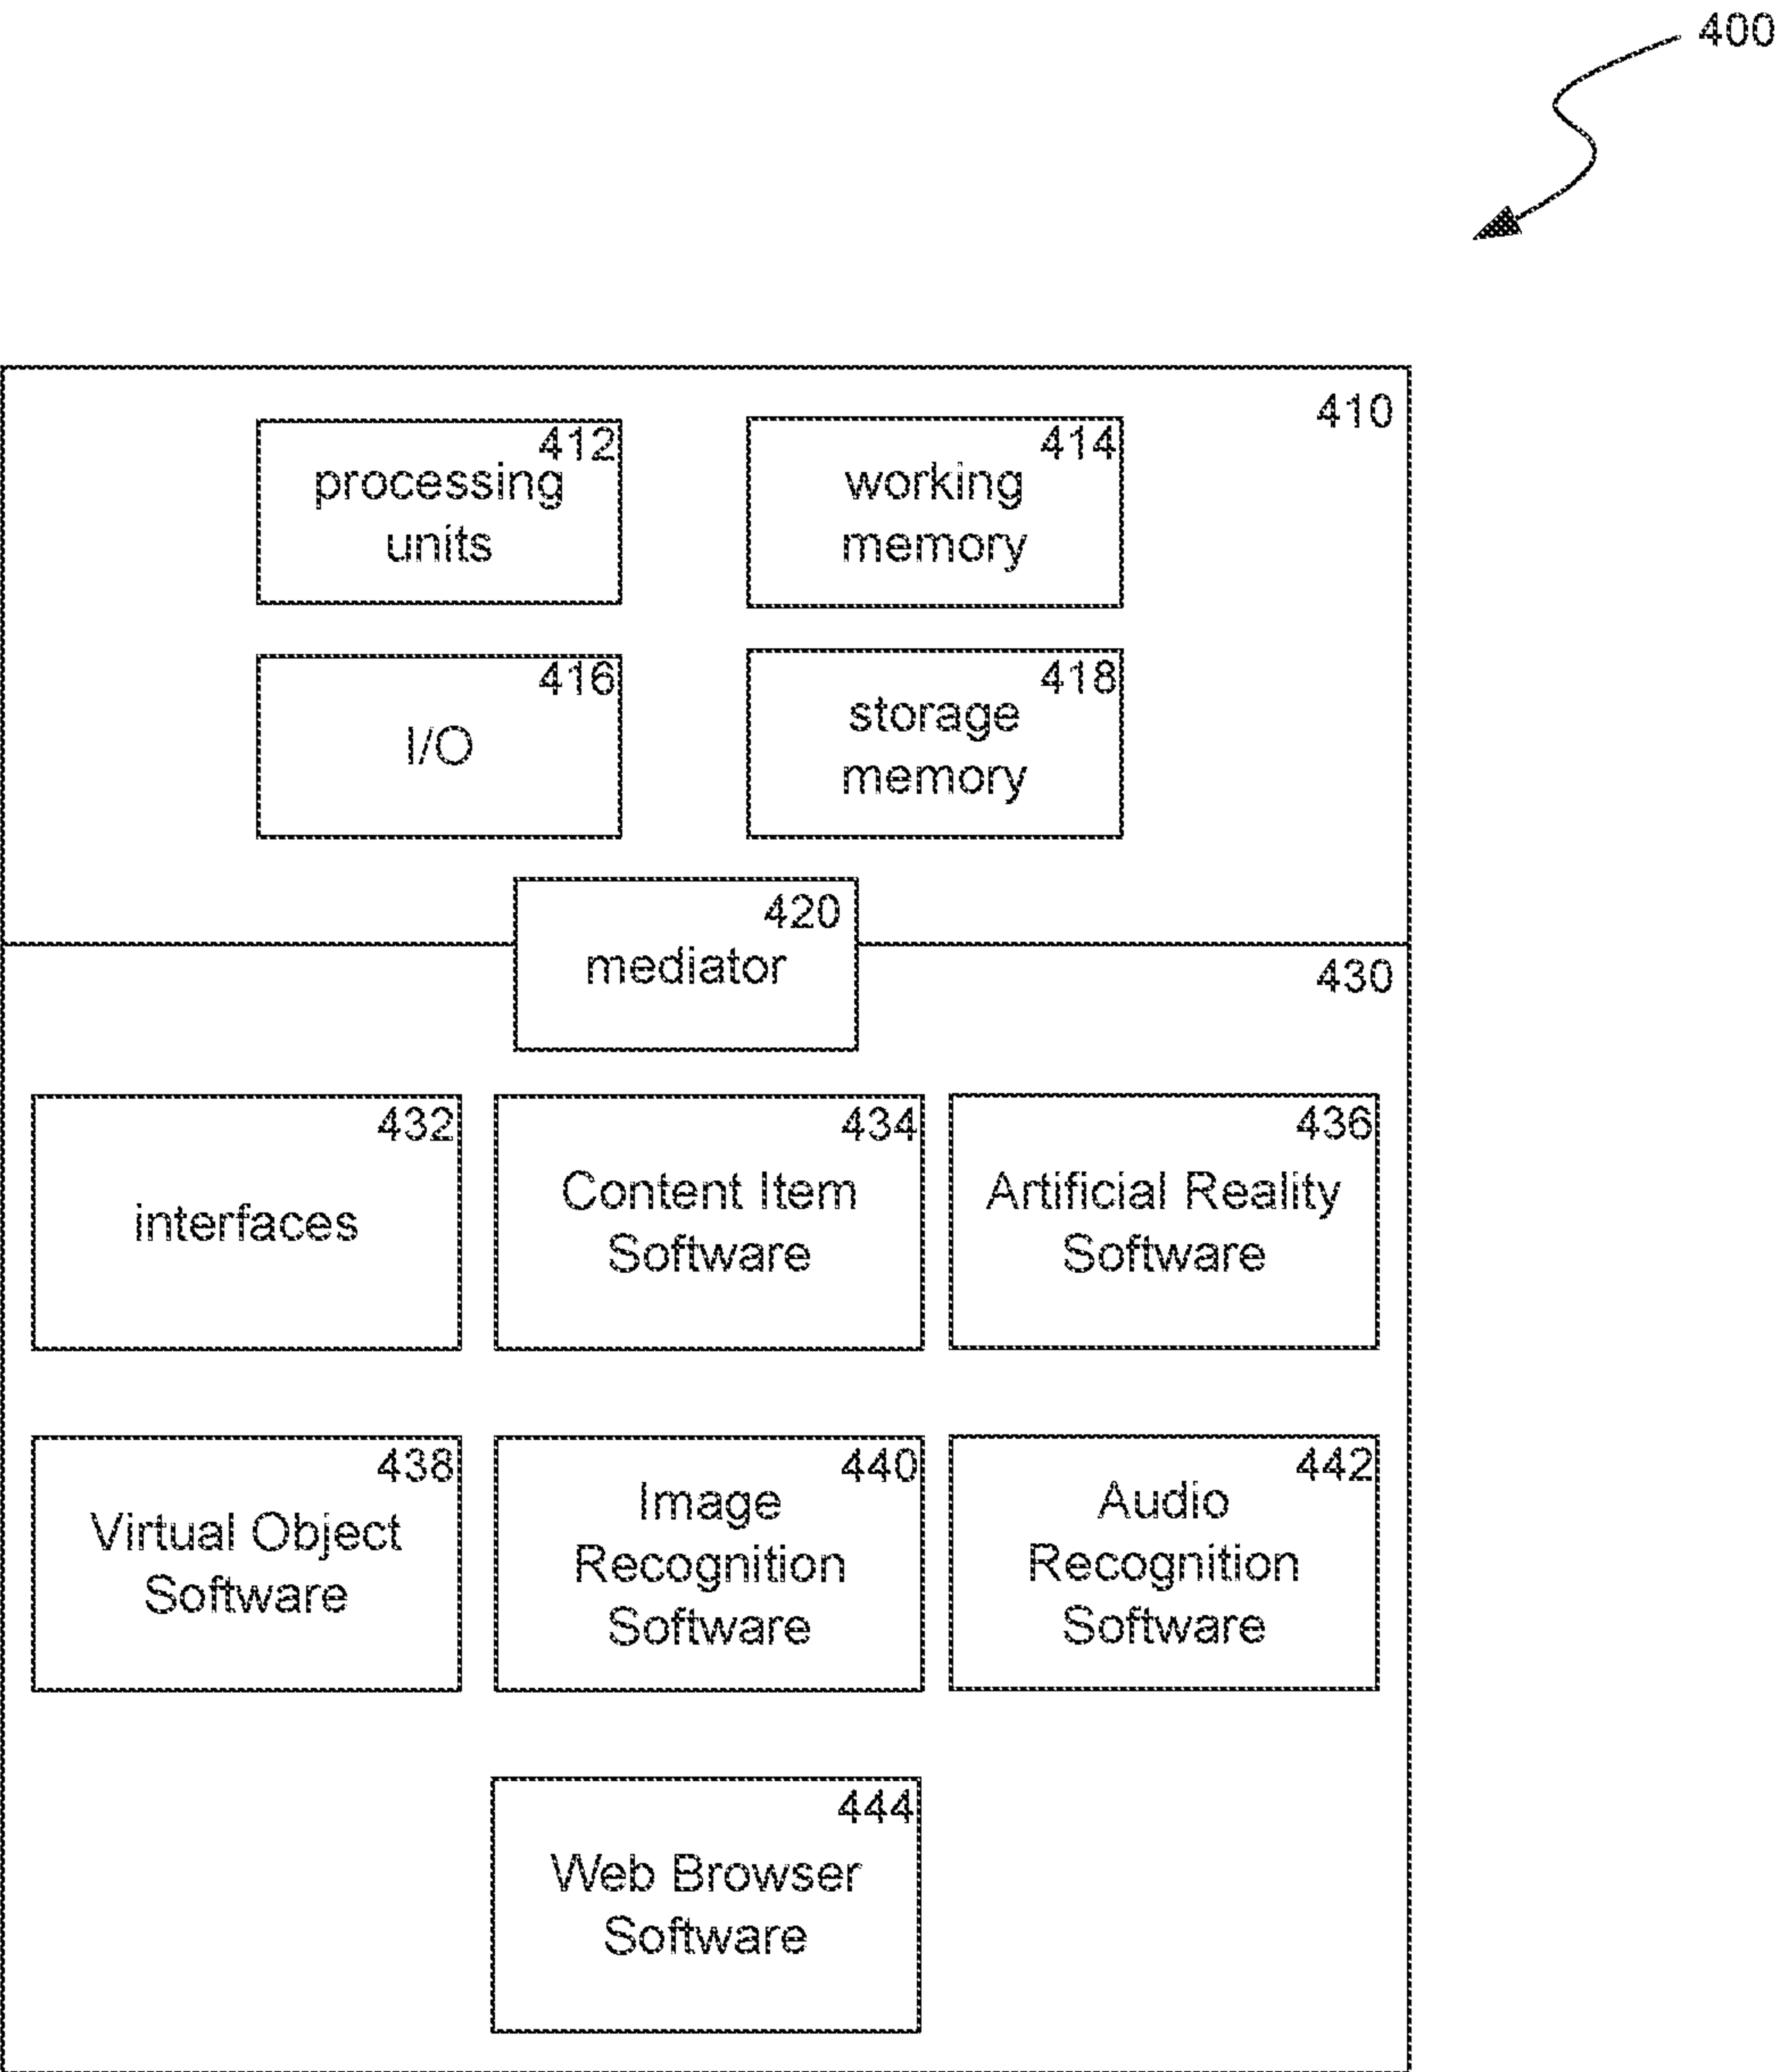 400
410
412
processing
units
414
working
memory
416
I/O
418
storage
memory
420
mediator
430
432
interfaces
434
Content Item
Software
436
Artificial Reality
Software
438
Virtual Object
Software
440
Image
Recognition
Software
442
Audio
Recognition
Software
444
Web Browser
Software